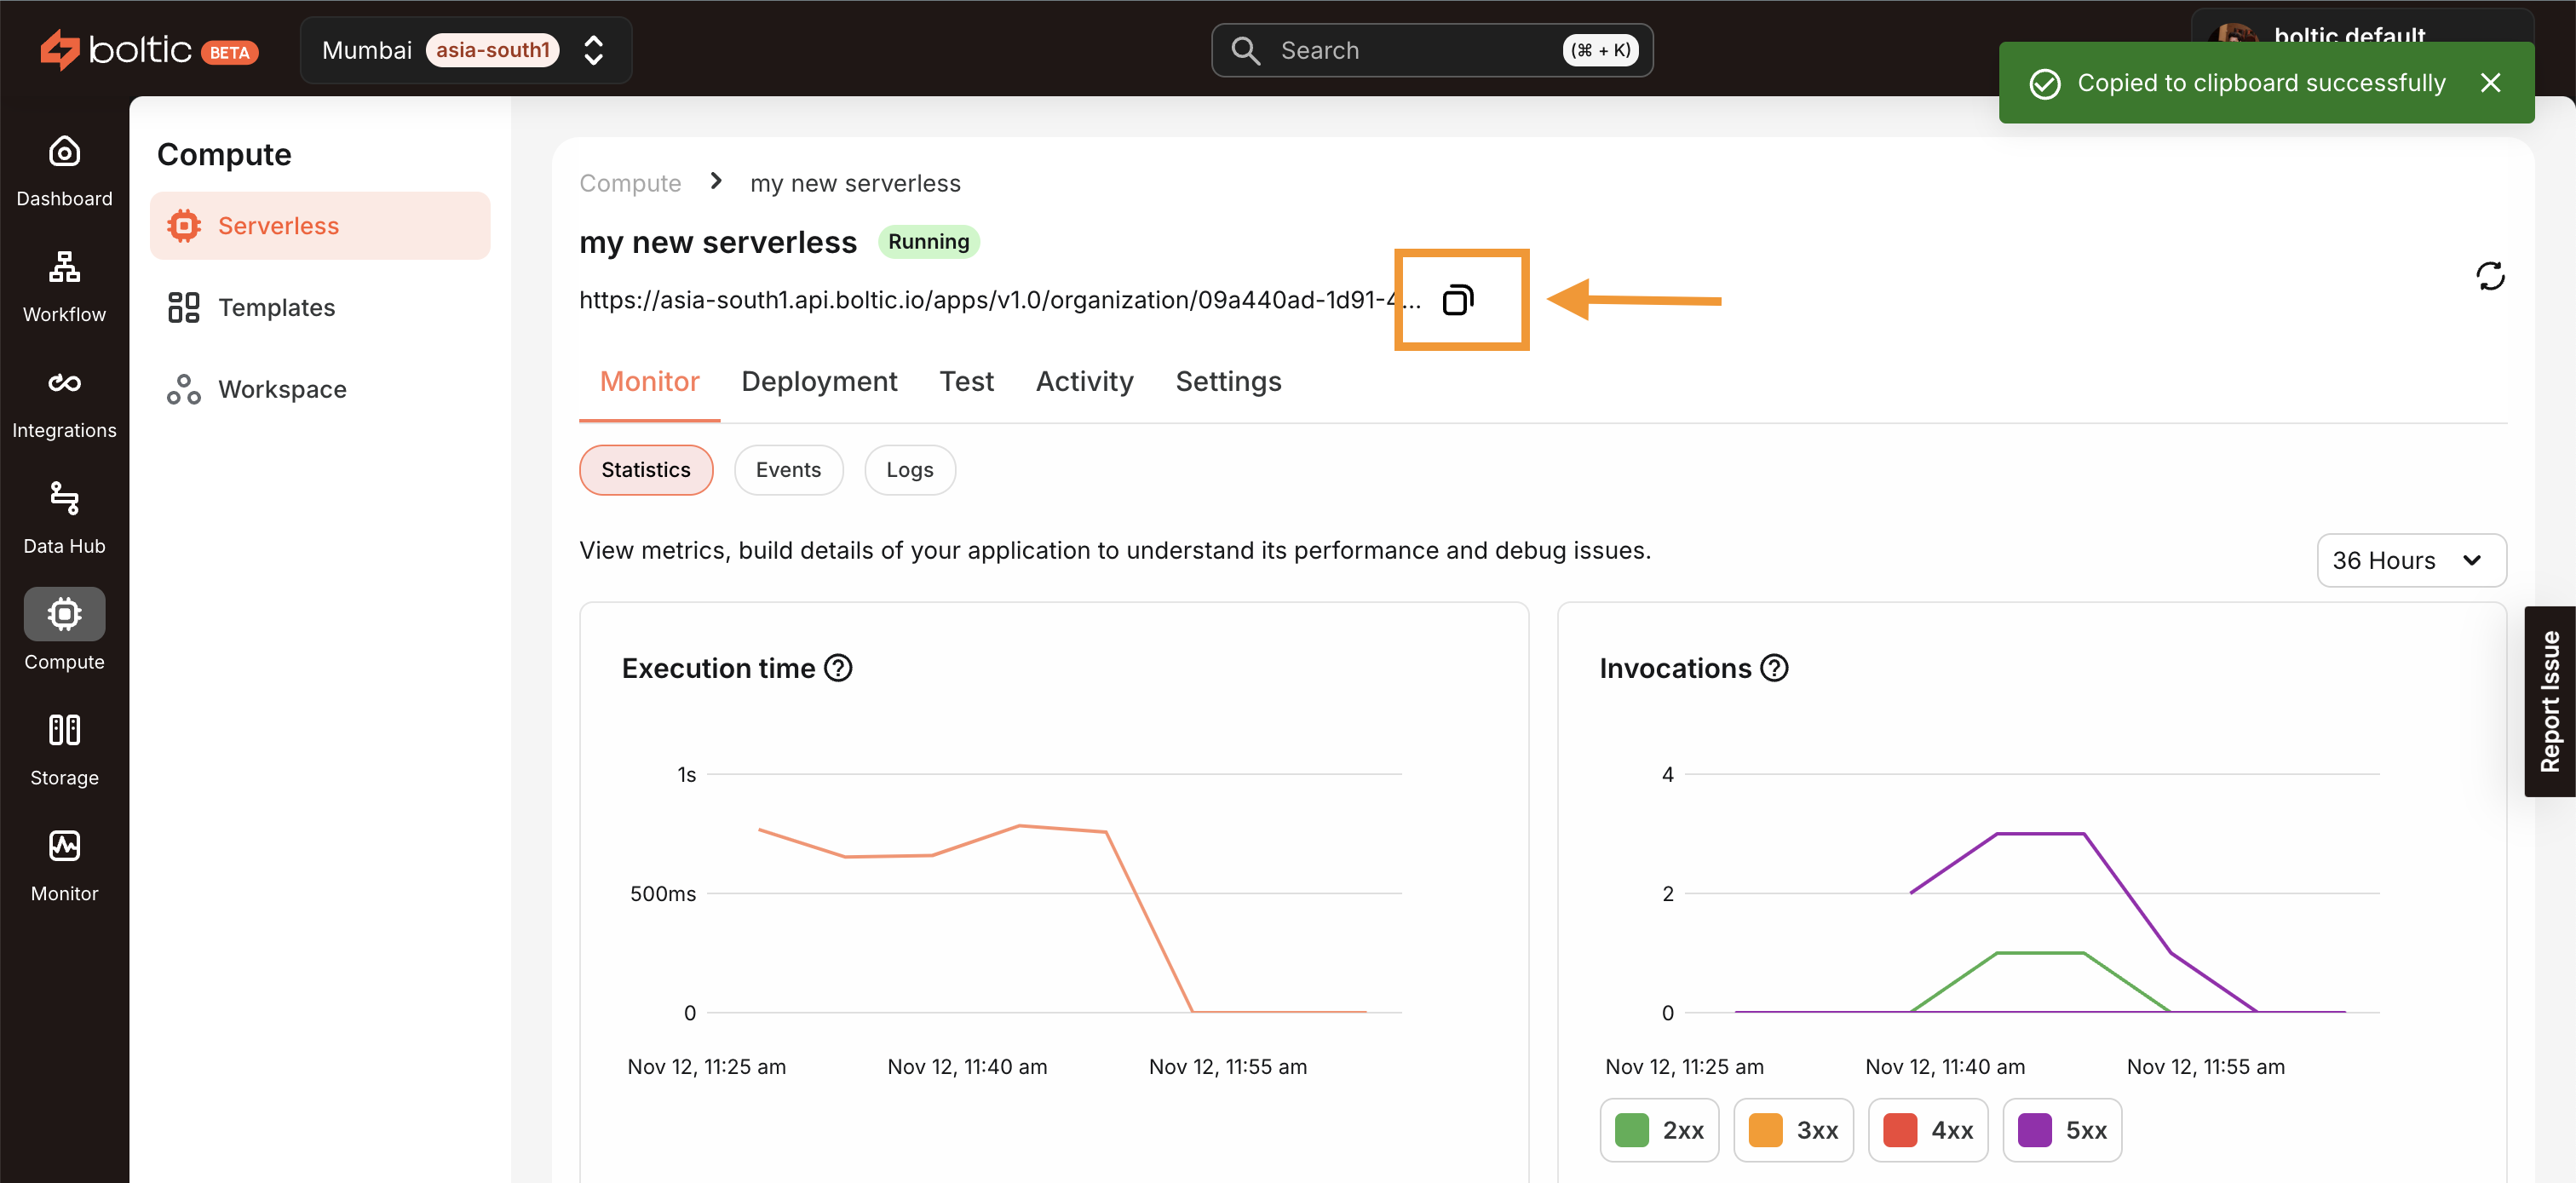 boltic BETA
Mumbai asia-south1
Search (⌘ + K)
boltic default
Copied to clipboard successfully
Dashboard
Workflow
Integrations
Data Hub
Compute
Storage
Monitor
Compute
Serverless
Templates
Workspace
Compute > my new serverless
my new serverless Running
https://asia-south1.api.boltic.io/apps/v1.0/organization/09a440ad-1d91-4...
Monitor Deployment Test Activity Settings
Statistics Events Logs
View metrics, build details of your application to understand its performance and debug issues.
36 Hours
Execution time
1s
500ms
0
Nov 12, 11:25 am Nov 12, 11:40 am Nov 12, 11:55 am
Invocations
4
2
0
Nov 12, 11:25 am Nov 12, 11:40 am Nov 12, 11:55 am
2xx 3xx 4xx 5xx
Report Issue